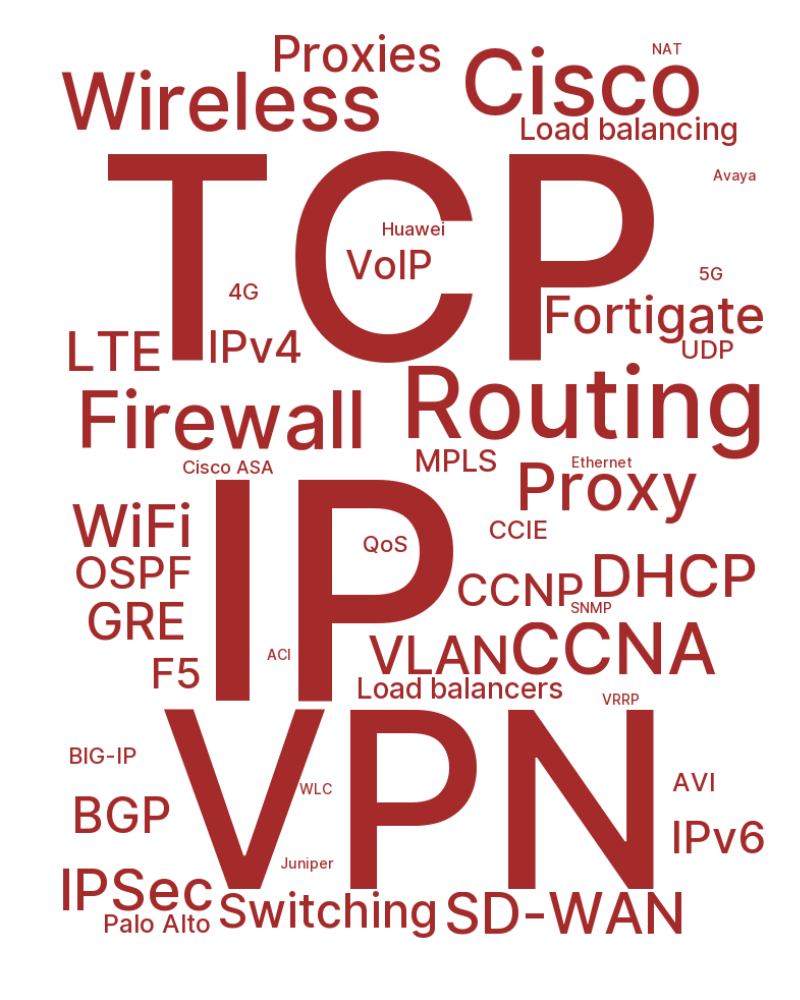 Proxies
NAT
Wireless
Cisco
Load balancing
TCP
Avaya
Huawei
VoIP
5G
4G
Fortigate
LTE
IPv4
UDP
Firewall
Routing
MPLS
Ethernet
Cisco ASA
Proxy
IP
WiFi
CCIE
QoS
OSPF
CCNP
DHCP
SNMP
GRE
ACI
VLAN
CCNA
F5
Load balancers
VRRP
VPN
BIG-IP
WLC
AVI
BGP
IPv6
Juniper
IPSec
Palo Alto
Switching
SD-WAN